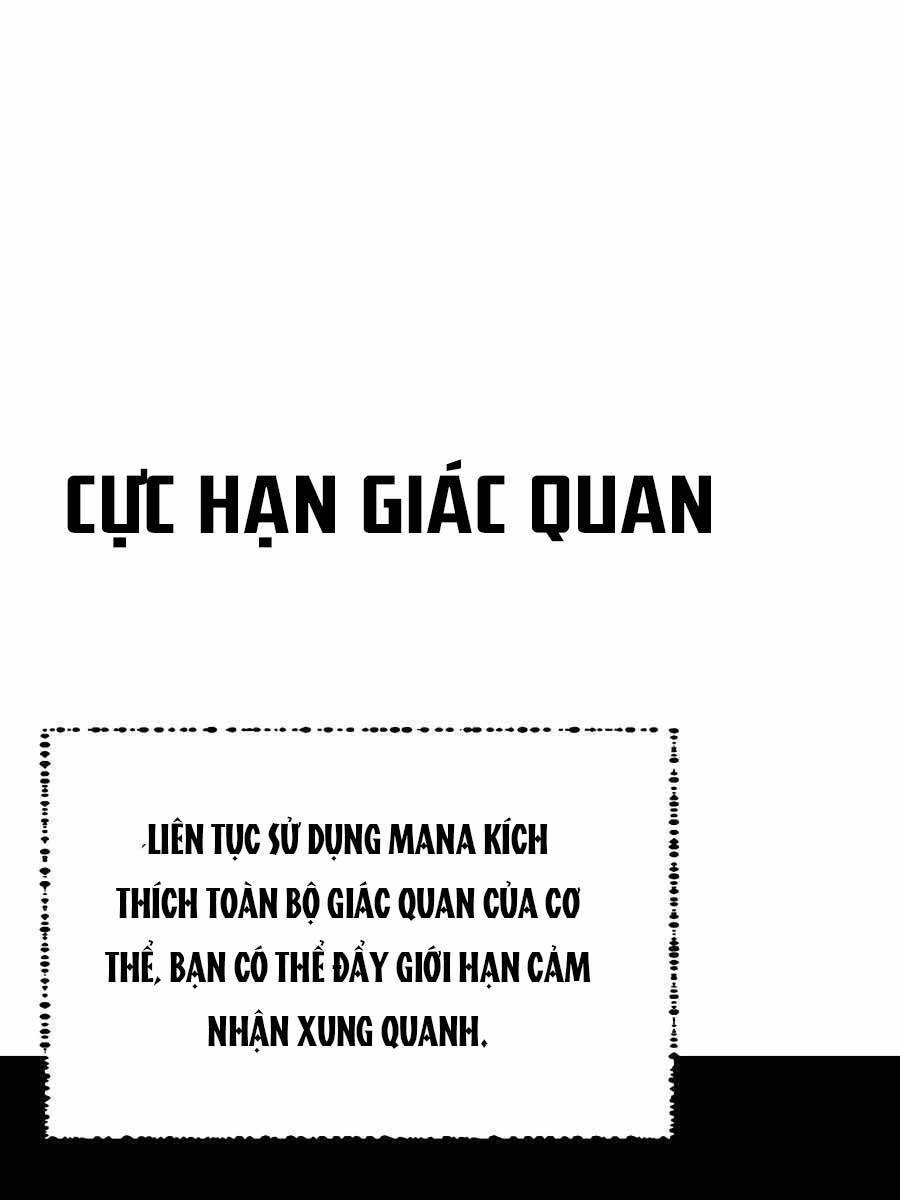 CỰC HẠN GIÁC QUAN
LIÊN TỤC SỬ DỤNG MANA KÍCH
THÍCH TOÀN BỘ GIÁC QUAN CỦA CƠ
THỂ, BẠN CÓ THỂ ĐẨY GIỚI HẠN CẢM
NHẬN XUNG QUANH.